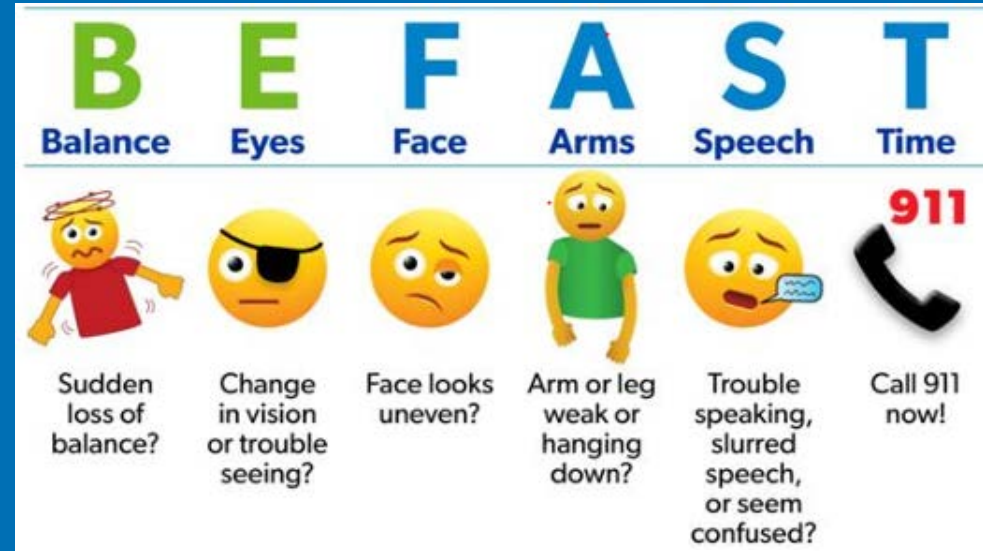 B E F A S T
Balance Eyes Face Arms Speech Time
911
Sudden
loss of
balance?
Change
in vision
or trouble
seeing?
Face looks
uneven?
Arm or leg
weak or
hanging
down?
Trouble
speaking,
slurred
speech,
or seem
confused?
Call 911
now!